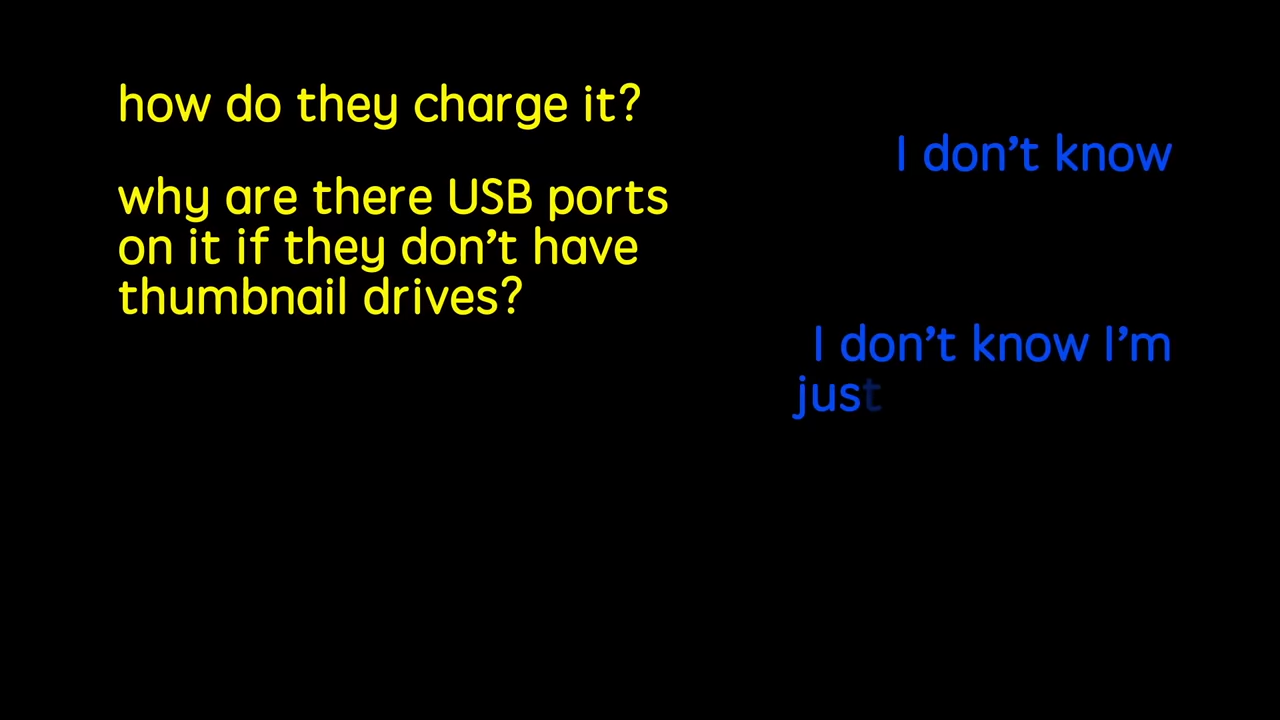 how do they charge it?
I don’t know
why are there USB ports
on it if they don’t have
thumbnail drives?
I don’t know I’m
just